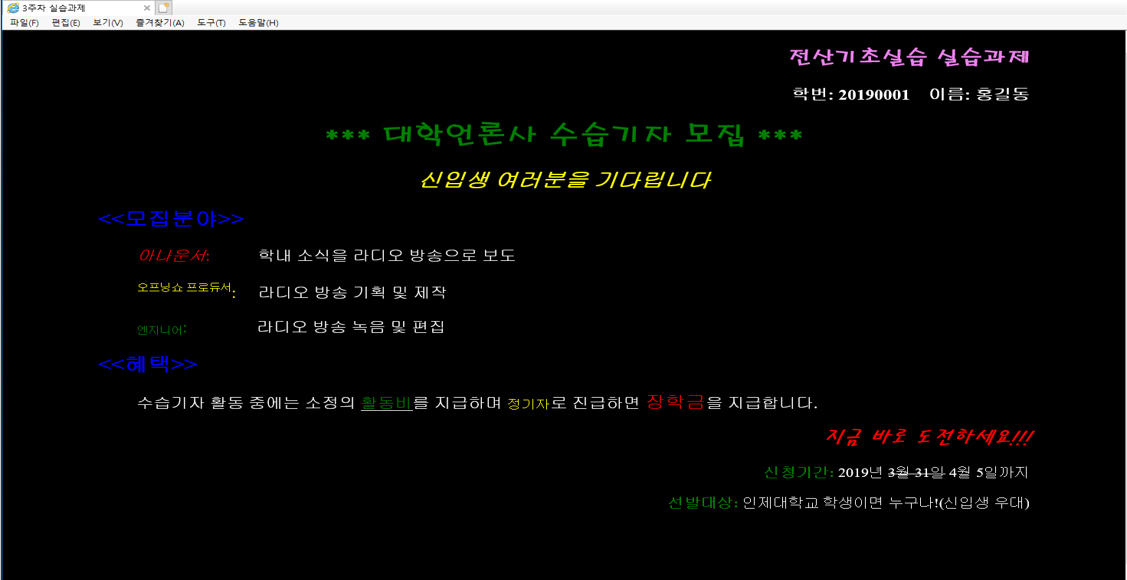 3주차 실습과제
파일(F) 편집(E) 보기(V) 즐겨찾기(A) 도구(T) 도움말(H)
전산기초실습 실습과제
학번: 20190001 이름: 홍길동
*** 대학언론사 수습기자 모집 ***
신입생 여러분을 기다립니다
<<모집분야>>
아나운서: 학내 소식을 라디오 방송으로 보도
오프닝쇼 프로듀서: 라디오 방송 기획 및 제작
엔지니어: 라디오 방송 녹음 및 편집
<<혜택>>
수습기자 활동 중에는 소정의 활동비를 지급하며 정기자로 진급하면 장학금을 지급합니다.
지금 바로 도전하세요!!!
신청기간: 2019년 3월 31일 4월 5일까지
선발대상: 인제대학교 학생이면 누구나!(신입생 우대)